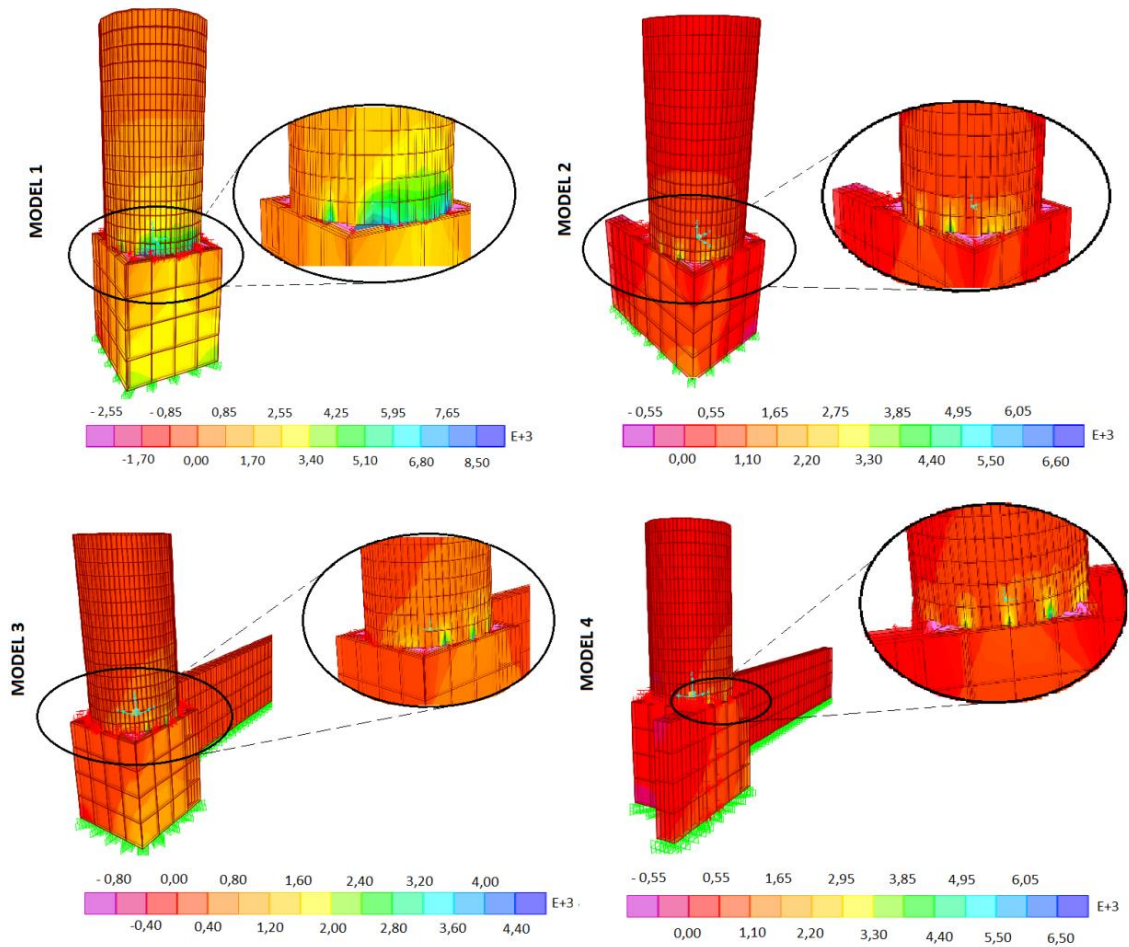 MODEL 1
- 2,55 -0,85 0,85 2,55 4,25 5,95 7,65
E+3
-1,70 0,00 1,70 3,40 5,10 6,80 8,50
MODEL 2
- 0,55 0,55 1,65 2,75 3,85 4,95 6,05
E+3
0,00 1,10 2,20 3,30 4,40 5,50 6,60
MODEL 3
- 0,80 0,00 0,80 1,60 2,40 3,20 4,00
E+3
-0,40 0,40 1,20 2,00 2,80 3,60 4,40
MODEL 4
- 0,55 0,55 1,65 2,95 3,85 4,95 6,05
E+3
0,00 1,10 2,20 3,30 4,40 5,50 6,50